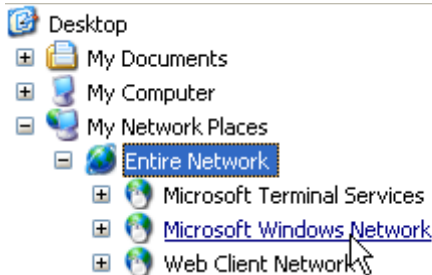 Desktop
My Documents
My Computer
My Network Places
Entire Network
Microsoft Terminal Services
Microsoft Windows Network
Web Client Network